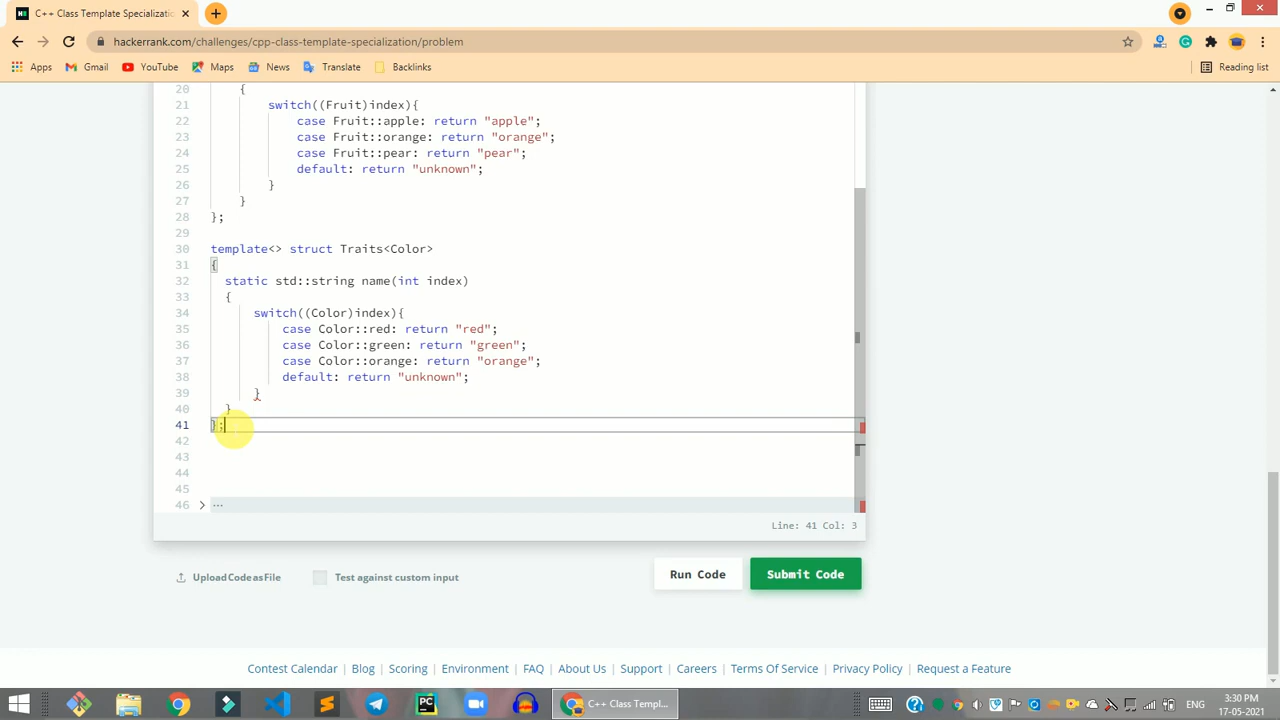 C++ Class Template Specializatic
hackerrank.com/challenges/cpp-class-template-specialization/problem
Apps Gmail YouTube Maps News Translate Backlinks Reading list
20 {
21 switch((Fruit)index){
22 case Fruit::apple: return "apple";
23 case Fruit::orange: return "orange";
24 case Fruit::pear: return "pear";
25 default: return "unknown";
26 }
27 }
28 };
29
30 template<> struct Traits<Color>
31 {
32 static std::string name(int index)
33 {
34 switch((Color)index){
35 case Color::red: return "red";
36 case Color::green: return "green";
37 case Color::orange: return "orange";
38 default: return "unknown";
39 }
40 }
41 };
42
43
44
45
46 > ...
Line: 41 Col: 3
Upload Code as File Test against custom input Run Code Submit Code
Contest Calendar | Blog | Scoring | Environment | FAQ | About Us | Support | Careers | Terms Of Service | Privacy Policy | Request a Feature
C++ Class Templ... ENG 3:30 PM
17-05-2021